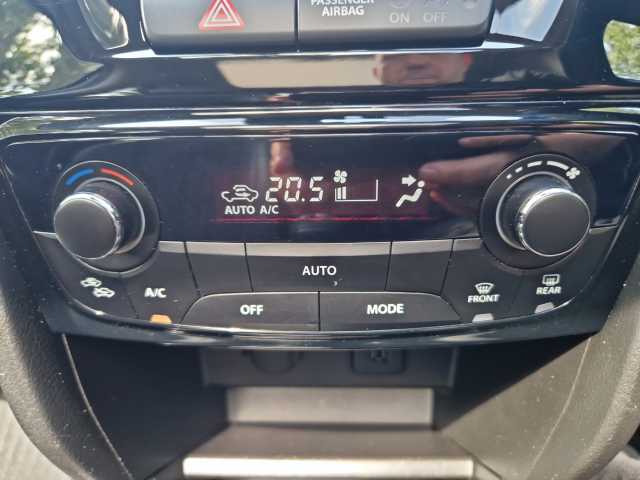 PASSENGER
AIRBAG ON OFF
20.5
AUTO A/C
AUTO
A/C OFF MODE FRONT REAR